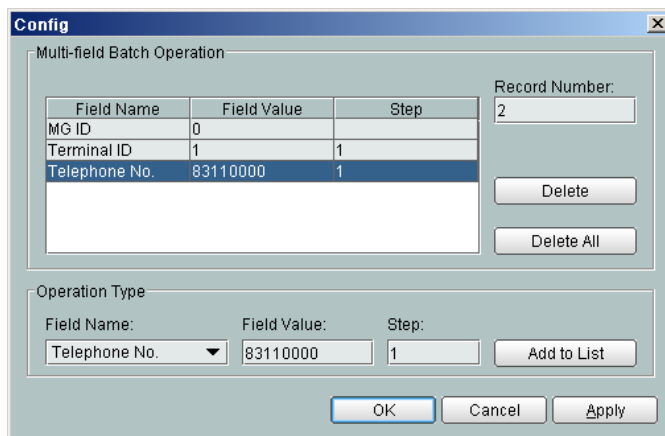 Config
Multi-field Batch Operation
Record Number:
2
Field Name Field Value Step
MG ID 0
Terminal ID 1 1
Telephone No. 83110000 1
Delete
Delete All
Operation Type
Field Name: Field Value: Step:
Telephone No. 83110000 1 Add to List
OK Cancel Apply